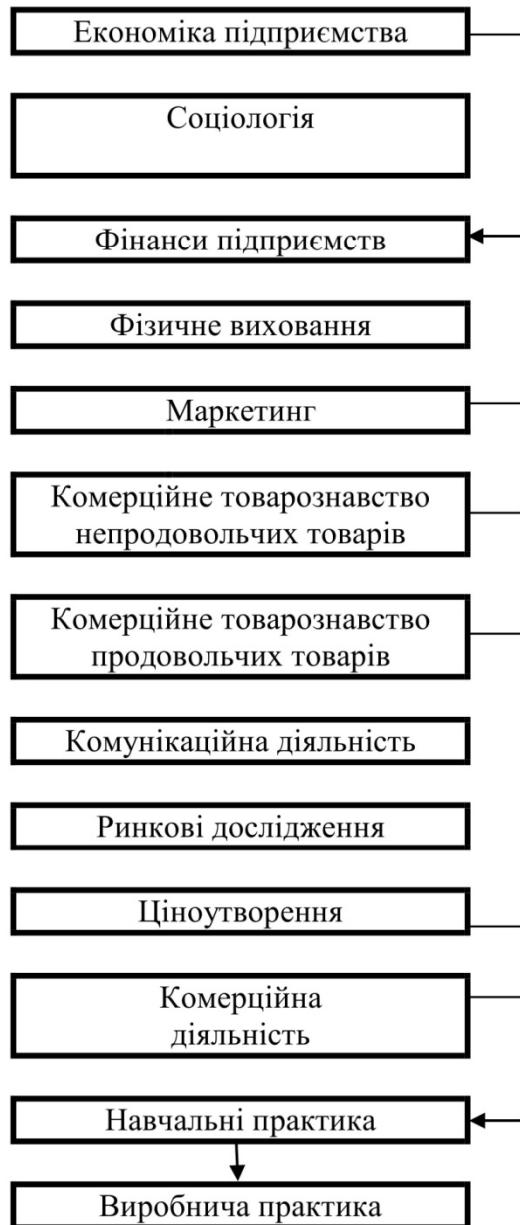 Економіка підприємства
Соціологія
Фінанси підприємств
Фізичне виховання
Маркетинг
Комерційне товарознавство
непродовольчих товарів
Комерційне товарознавство
продовольчих товарів
Комунікаційна діяльність
Ринкові дослідження
Ціноутворення
Комерційна
діяльність
Навчальні практика
Виробнича практика